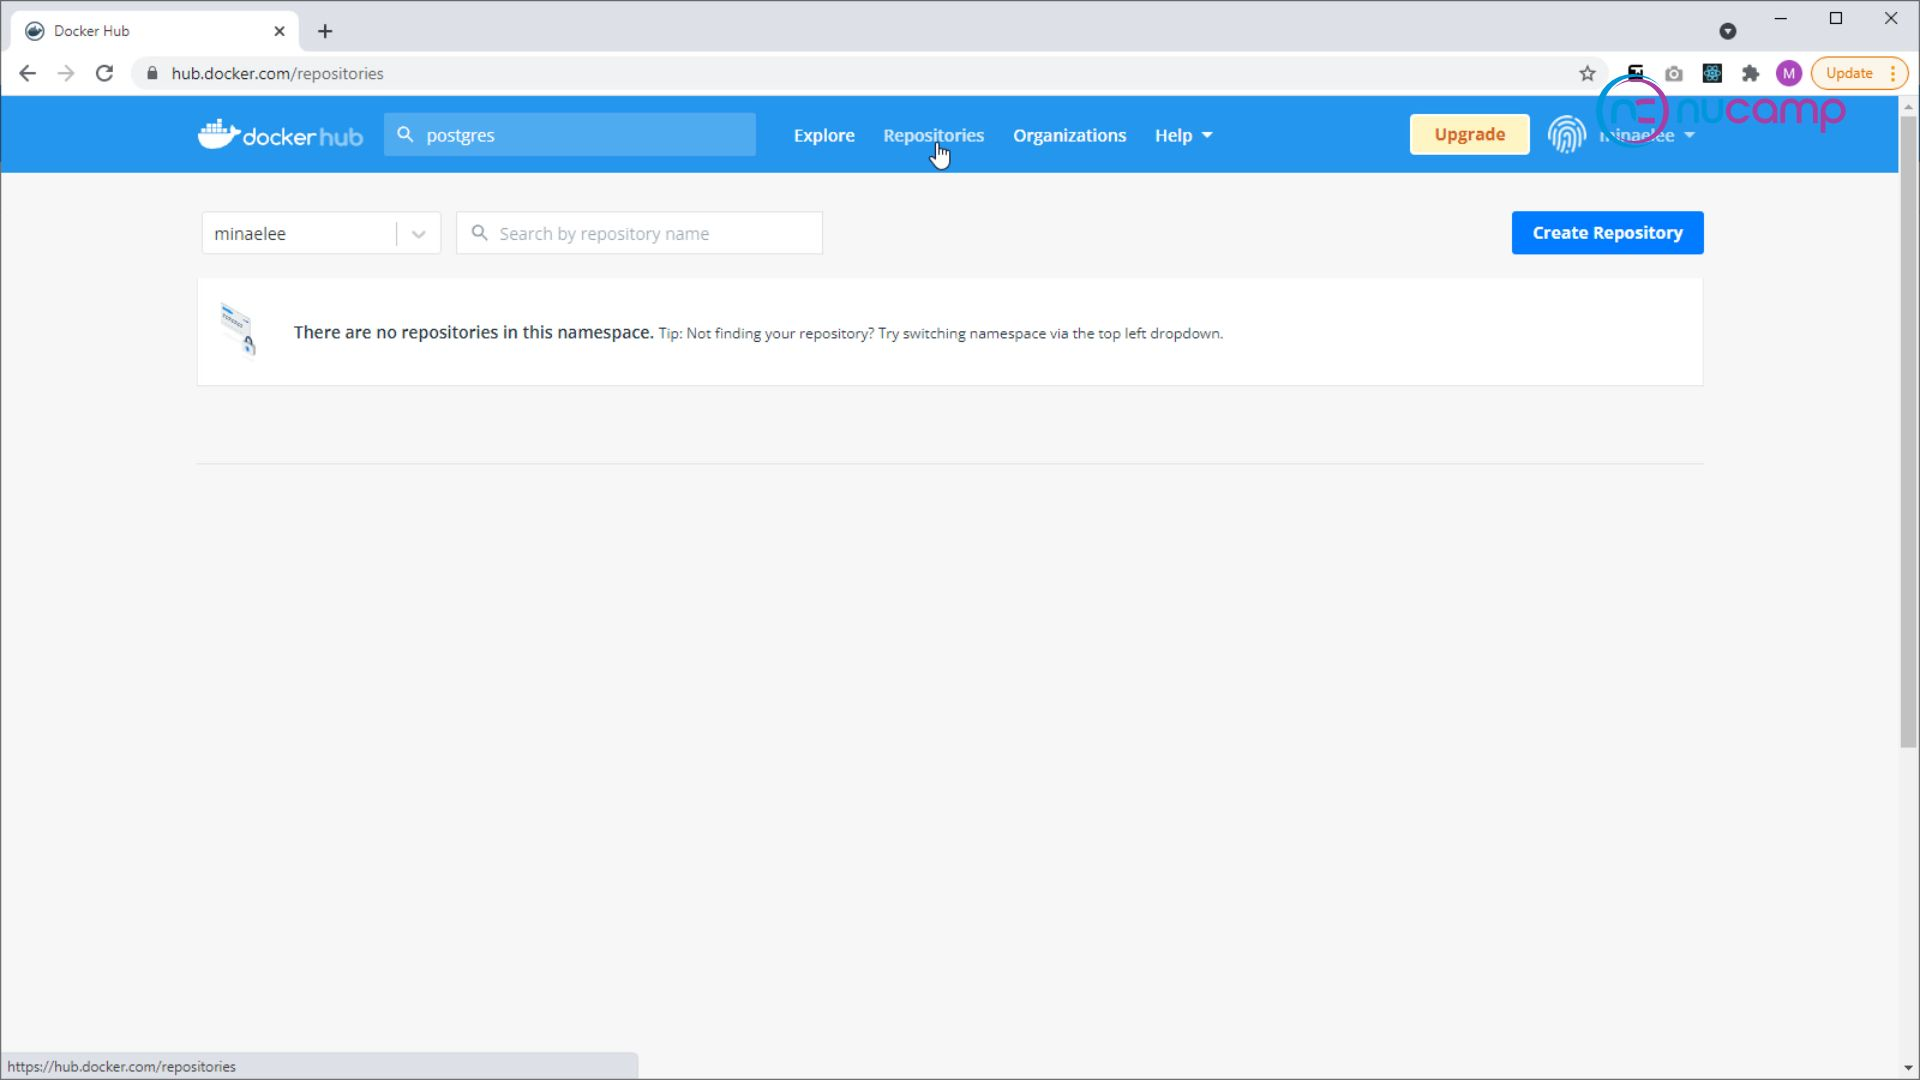 Docker Hub
hub.docker.com/repositories
M
Update
dockerhub
postgres
Explore
Repositories
Organizations
Help
Upgrade
minaelee
nucamp
minaelee
Search by repository name
Create Repository
There are no repositories in this namespace. Tip: Not finding your repository? Try switching namespace via the top left dropdown.
https://hub.docker.com/repositories